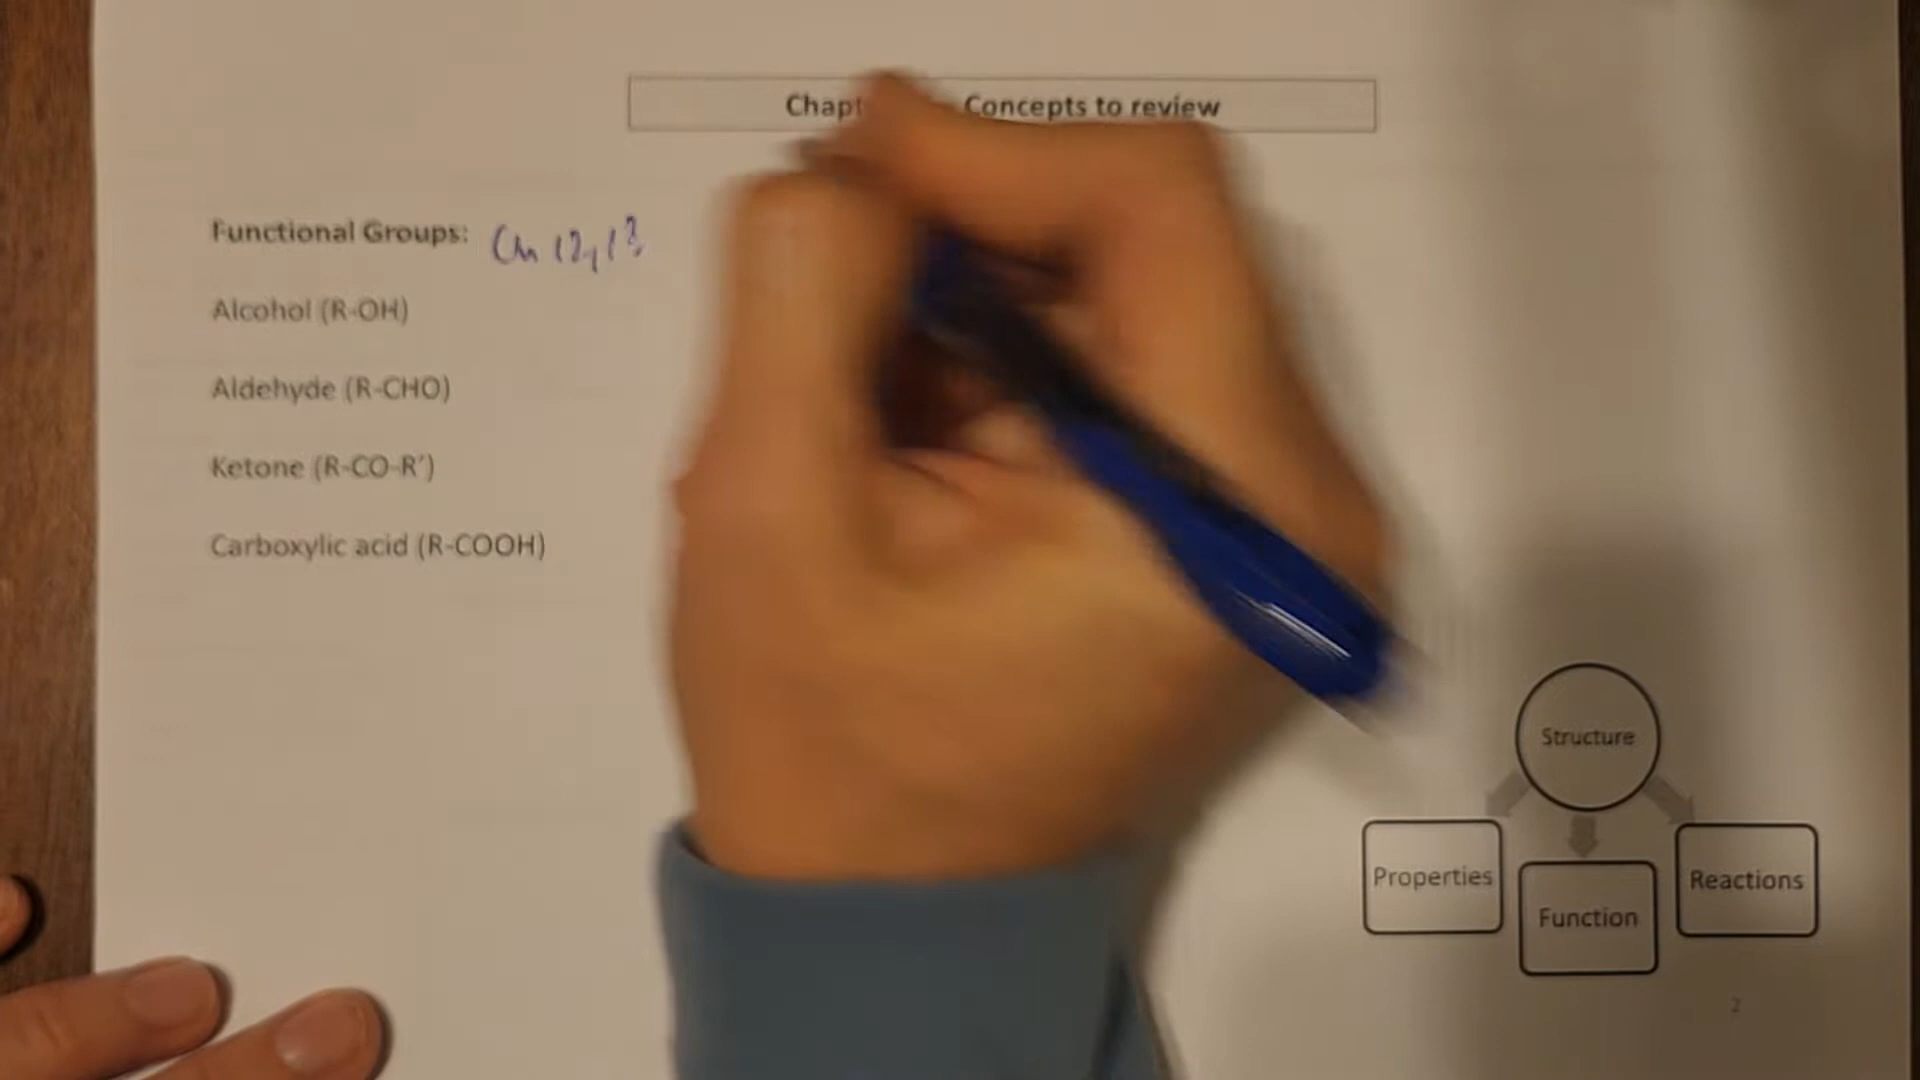 Concepts to review
Functional Groups: Ch 12, 13
Alcohol (R-OH)
Aldehyde (R-CHO)
Ketone (R-CO-R’)
Carboxylic acid (R-COOH)
Structure
Properties
Function
Reactions
2